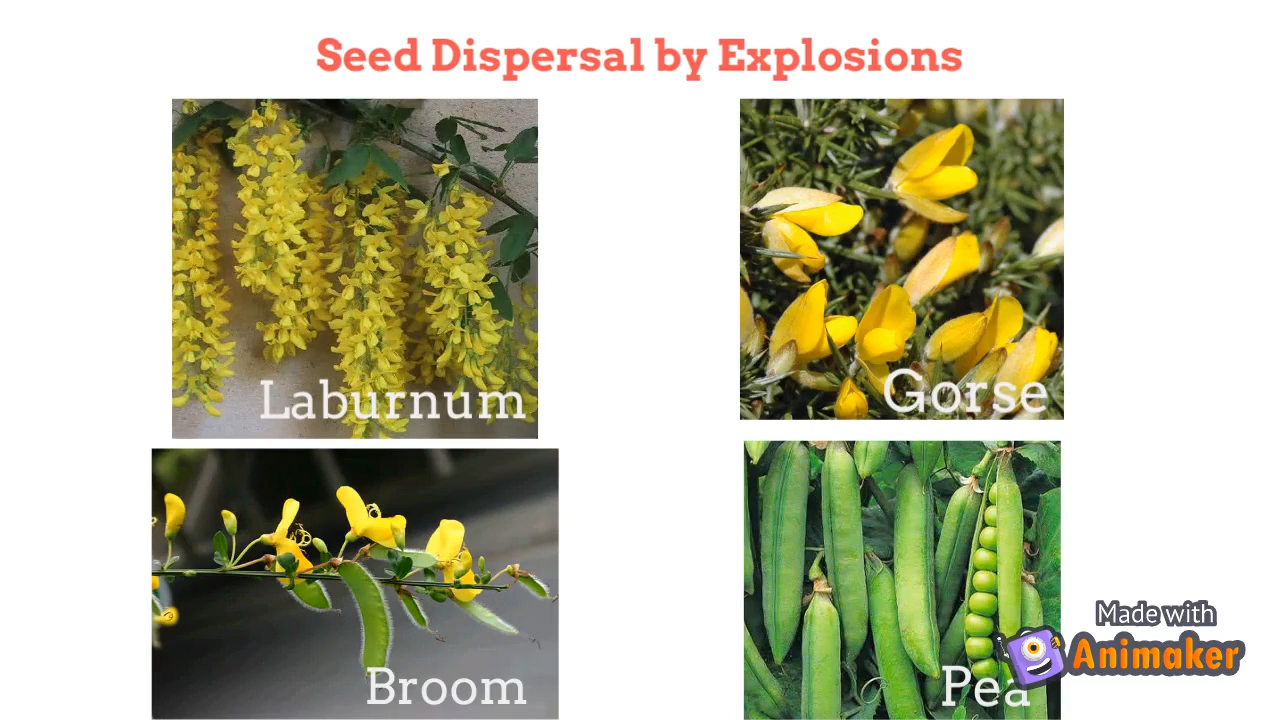 Seed Dispersal by Explosions
Laburnum
Gorse
Broom
Pea
Made with
Animaker